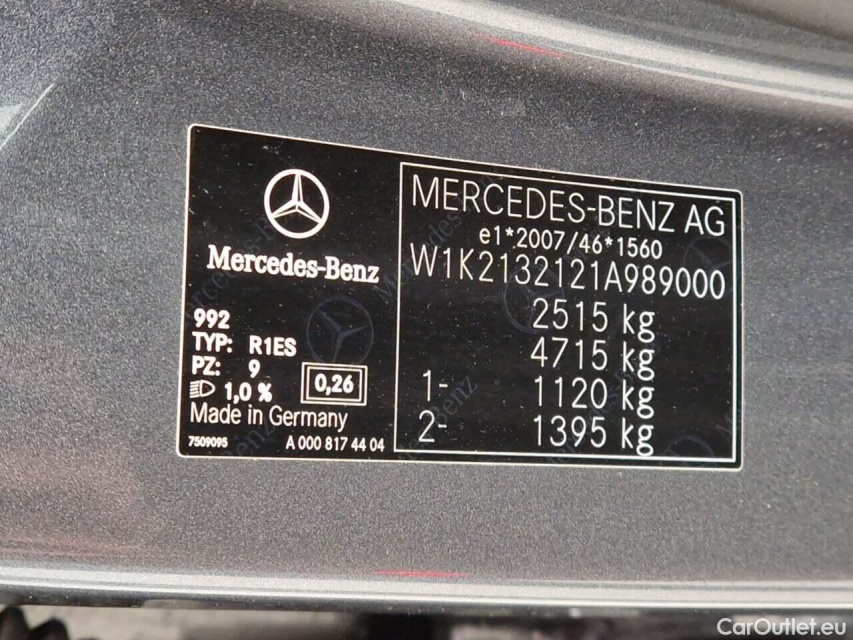 Mercedes-Benz
992
TYP: R1ES
PZ: 9
1,0 %
0,26
Made in Germany
7509095 A 000 817 44 04
MERCEDES-BENZ AG
e1*2007/46*1560
W1K2132121A989000
2515 kg
4715 kg
1- 1120 kg
2- 1395 kg
CarOutlet.eu